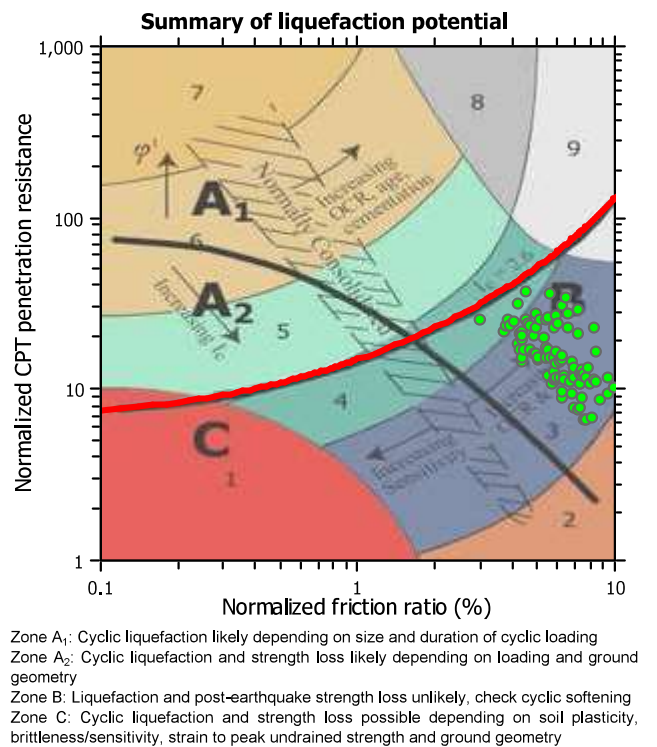 Summary of liquefaction potential
Normalized CPT penetration resistance
1,000
100
10
1
7
8
9
φ'
A1
Normally Consolidated
Increasing
OCR, age,
cementation
6
A2
Increasing Ic
5
Ic = 2.6
B
4
3
C
1
Increasing
Sensitivity
2
0.1
1
10
Normalized friction ratio (%)
Zone A1: Cyclic liquefaction likely depending on size and duration of cyclic loading
Zone A2: Cyclic liquefaction and strength loss likely depending on loading and ground
geometry
Zone B: Liquefaction and post-earthquake strength loss unlikely, check cyclic softening
Zone C: Cyclic liquefaction and strength loss possible depending on soil plasticity,
brittleness/sensitivity, strain to peak undrained strength and ground geometry